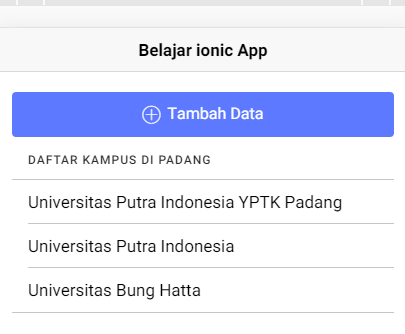 Belajar ionic App
Tambah Data
DAFTAR KAMPUS DI PADANG
Universitas Putra Indonesia YPTK Padang
Universitas Putra Indonesia
Universitas Bung Hatta